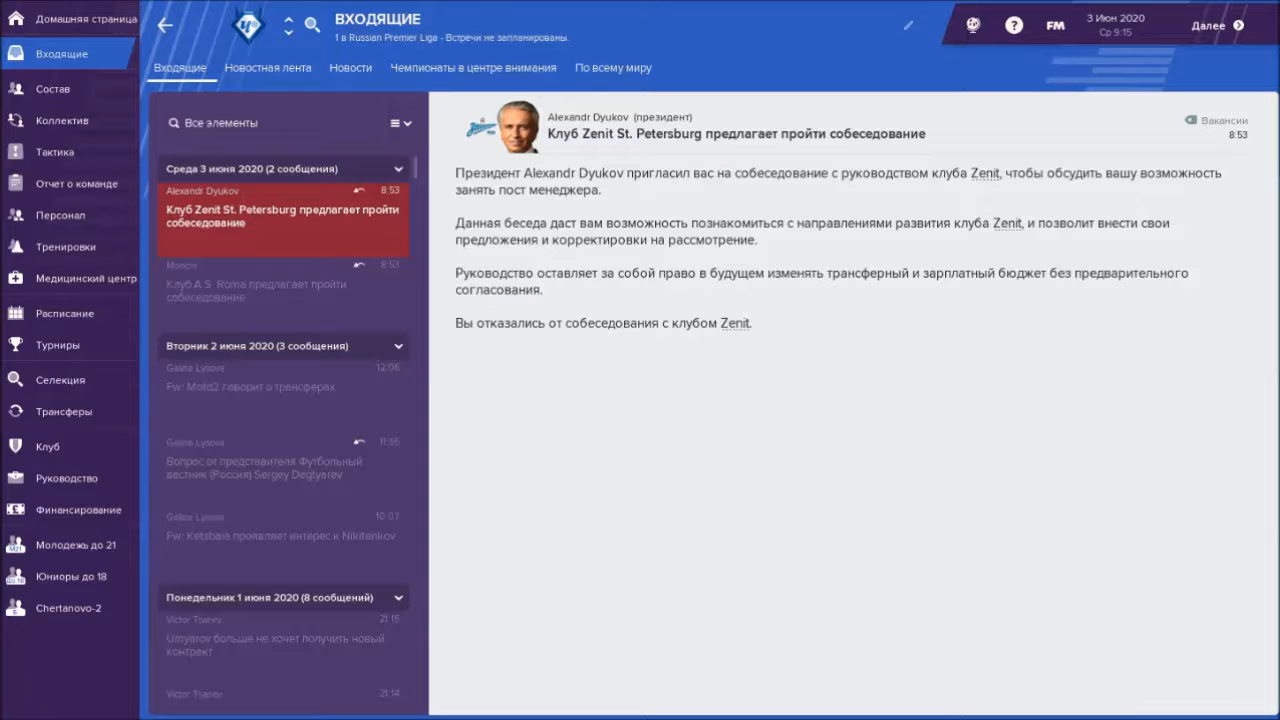 Домашняя страница
Входящие
Состав
Коллектив
Тактика
Отчет о команде
Персонал
Тренировки
Медицинский центр
Расписание
Турниры
Селекция
Трансферы
Клуб
Руководство
Финансирование
Молодежь до 21
Юниоры до 18
Chertanovo-2
ВХОДЯЩИЕ
1 в Russian Premier Liga - Встречи не запланированы.
FM
3 Июн 2020
Ср 9:15
Далее
Входящие Новостная лента Новости Чемпионаты в центре внимания По всему миру
Все элементы
Среда 3 июня 2020 (2 сообщения)
Alexandr Dyukov 8:53
Клуб Zenit St. Petersburg предлагает пройти
собеседование
Monchi 8:53
Клуб A.S. Roma предлагает пройти
собеседование
Вторник 2 июня 2020 (3 сообщения)
Galina Lysova 12:06
Fw: Motd2 говорит о трансферах
Galina Lysova 11:55
Вопрос от представителя Футбольный
вестник (Россия) Sergey Degtyarev
Galina Lysova 10:07
Fw: Ketsbaia проявляет интерес к Nikitenkov
Понедельник 1 июня 2020 (8 сообщений)
Victor Tsarev 21:15
Umyarov больше не хочет получить новый
контракт
Victor Tsarev 21:14
Alexandr Dyukov (президент)
Клуб Zenit St. Petersburg предлагает пройти собеседование
Вакансии
8:53
Президент Alexandr Dyukov пригласил вас на собеседование с руководством клуба Zenit, чтобы обсудить вашу возможность
занять пост менеджера.
Данная беседа даст вам возможность познакомиться с направлениями развития клуба Zenit, и позволит внести свои
предложения и корректировки на рассмотрение.
Руководство оставляет за собой право в будущем изменять трансферный и зарплатный бюджет без предварительного
согласования.
Вы отказались от собеседования с клубом Zenit.